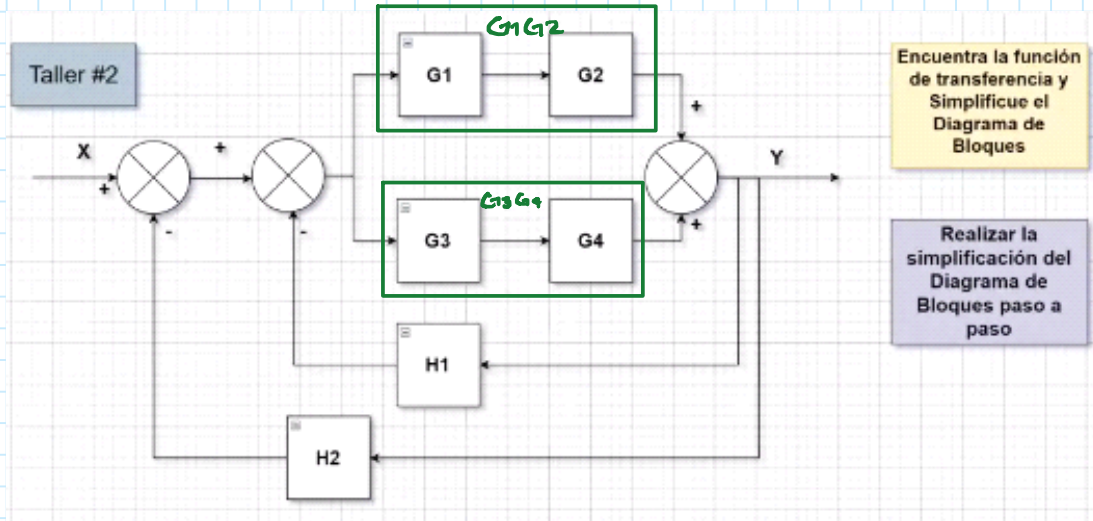 Taller #2
G1G2
G1
G2
Encuentra la función
de transferencia y
Simplificue el
Diagrama de
Bloques
X
+
+
+
Y
-
-
G3G4
G3
G4
+
Realizar la
simplificación del
Diagrama de
Bloques paso a
paso
H1
H2